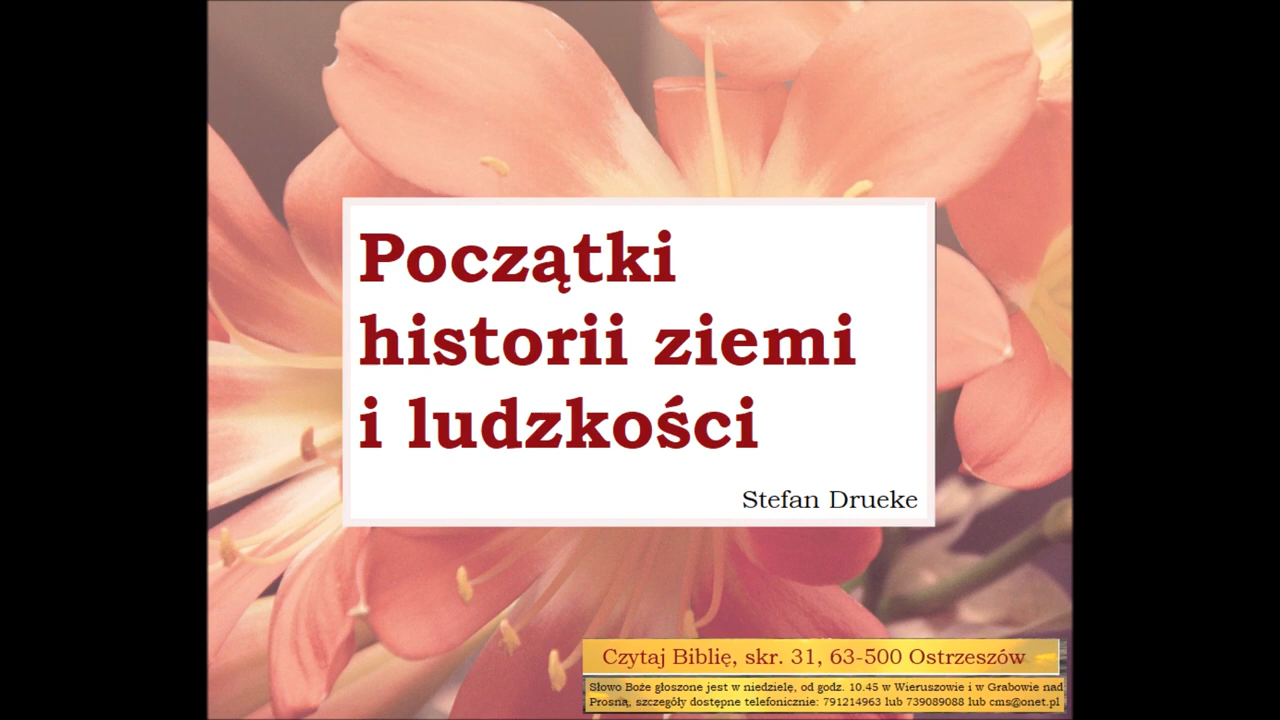 Początki
historii ziemi
i ludzkości
Stefan Drueke
Czytaj Biblię, skr. 31, 63-500 Ostrzeszów
Słowo Boże głoszone jest w niedzielę, od godz. 10.45 w Wieruszowie i w Grabowie nad
Prosną, szczegóły dostępne telefonicznie: 791214963 lub 739089088 lub cms@onet.pl